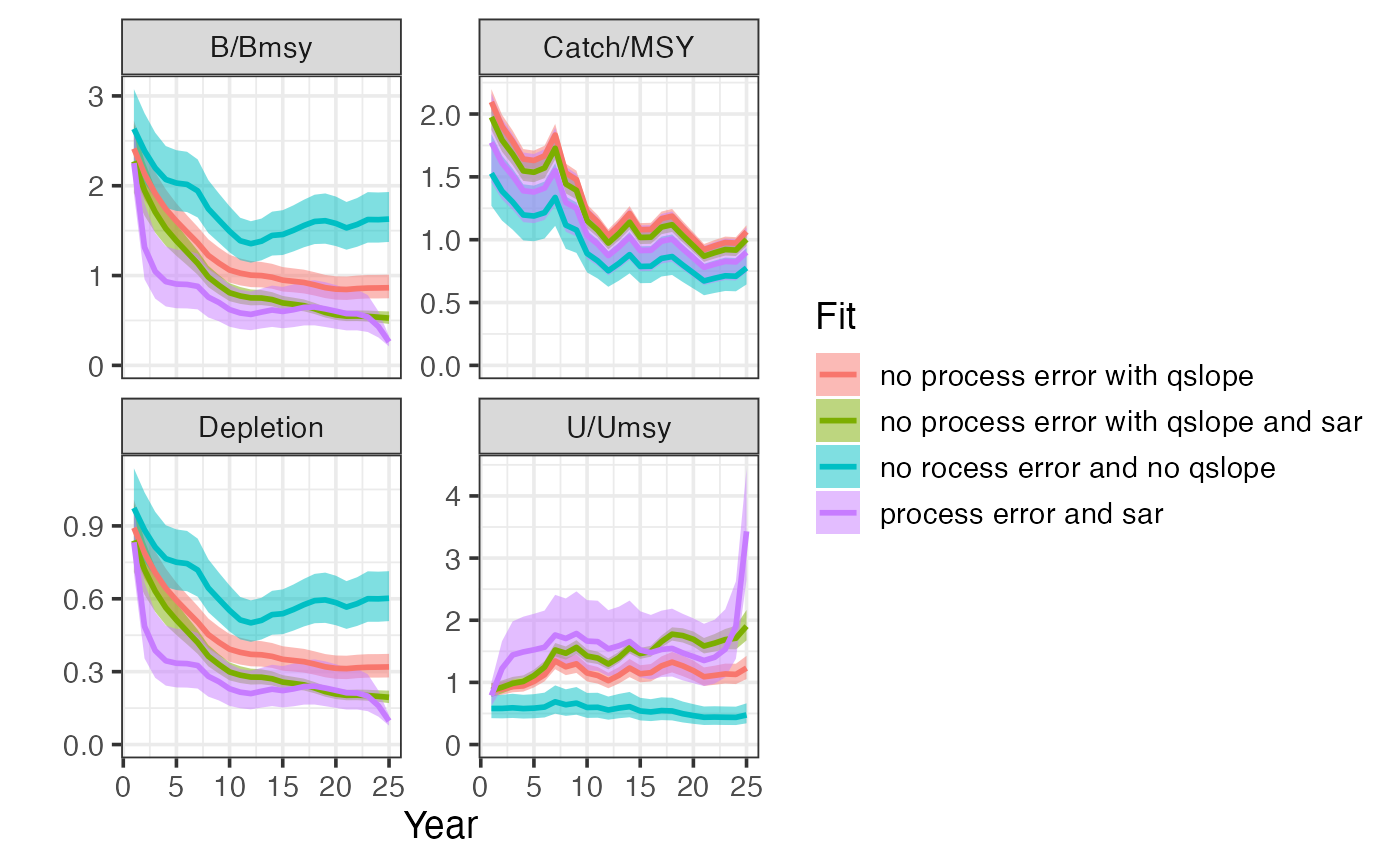 B/Bmsy
Catch/MSY
3
2
1
0
2.0
1.5
1.0
0.5
0.0
Depletion
U/Umsy
0.9
0.6
0.3
0.0
4
3
2
1
0
0 5 10 15 20 25
0 5 10 15 20 25
Year
Fit
no process error with qslope
no process error with qslope and sar
no rocess error and no qslope
process error and sar